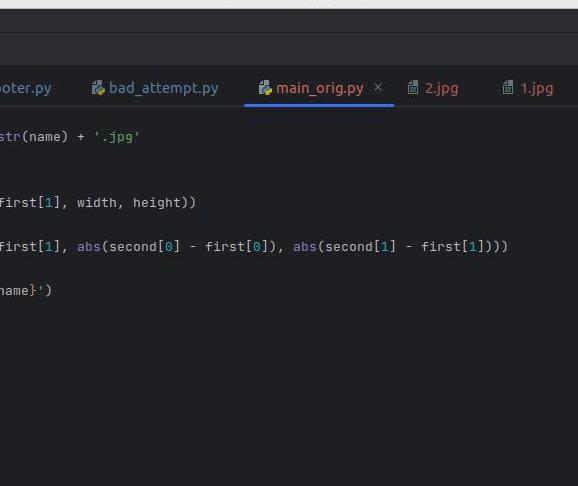 ooter.py bad_attempt.py main_orig.py × 2.jpg 1.jpg
str(name) + '.jpg'
first[1], width, height))
first[1], abs(second[0] - first[0]), abs(second[1] - first[1])))
name}')